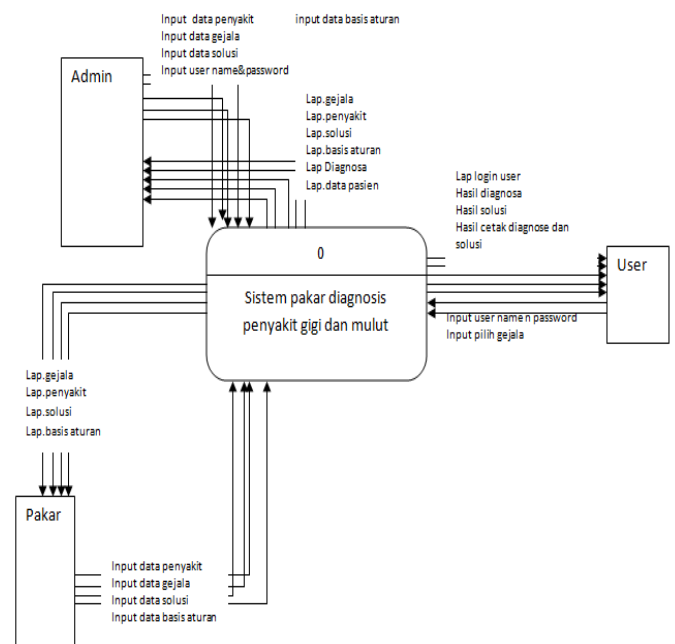 Input data penyakit input data basis aturan
Input data gejala
Input data solusi
Input user name&password
Admin
Lap.gejala
Lap.penyakit
Lap.solusi
Lap.basis aturan
Lap Diagnosa
Lap.data pasien
Lap login user
Hasil diagnosa
Hasil solusi
Hasil cetak diagnose dan
solusi
0
User
Sistem pakar diagnosis
penyakit gigi dan mulut
Input user name n password
Input pilih gejala
Lap.gejala
Lap.penyakit
Lap.solusi
Lap.basis aturan
Pakar
Input data penyakit
Input data gejala
Input data solusi
Input data basis aturan